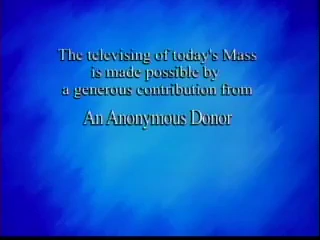 The televising of today's Mass
is made possible by
a generous contribution from
An Anonymous Donor